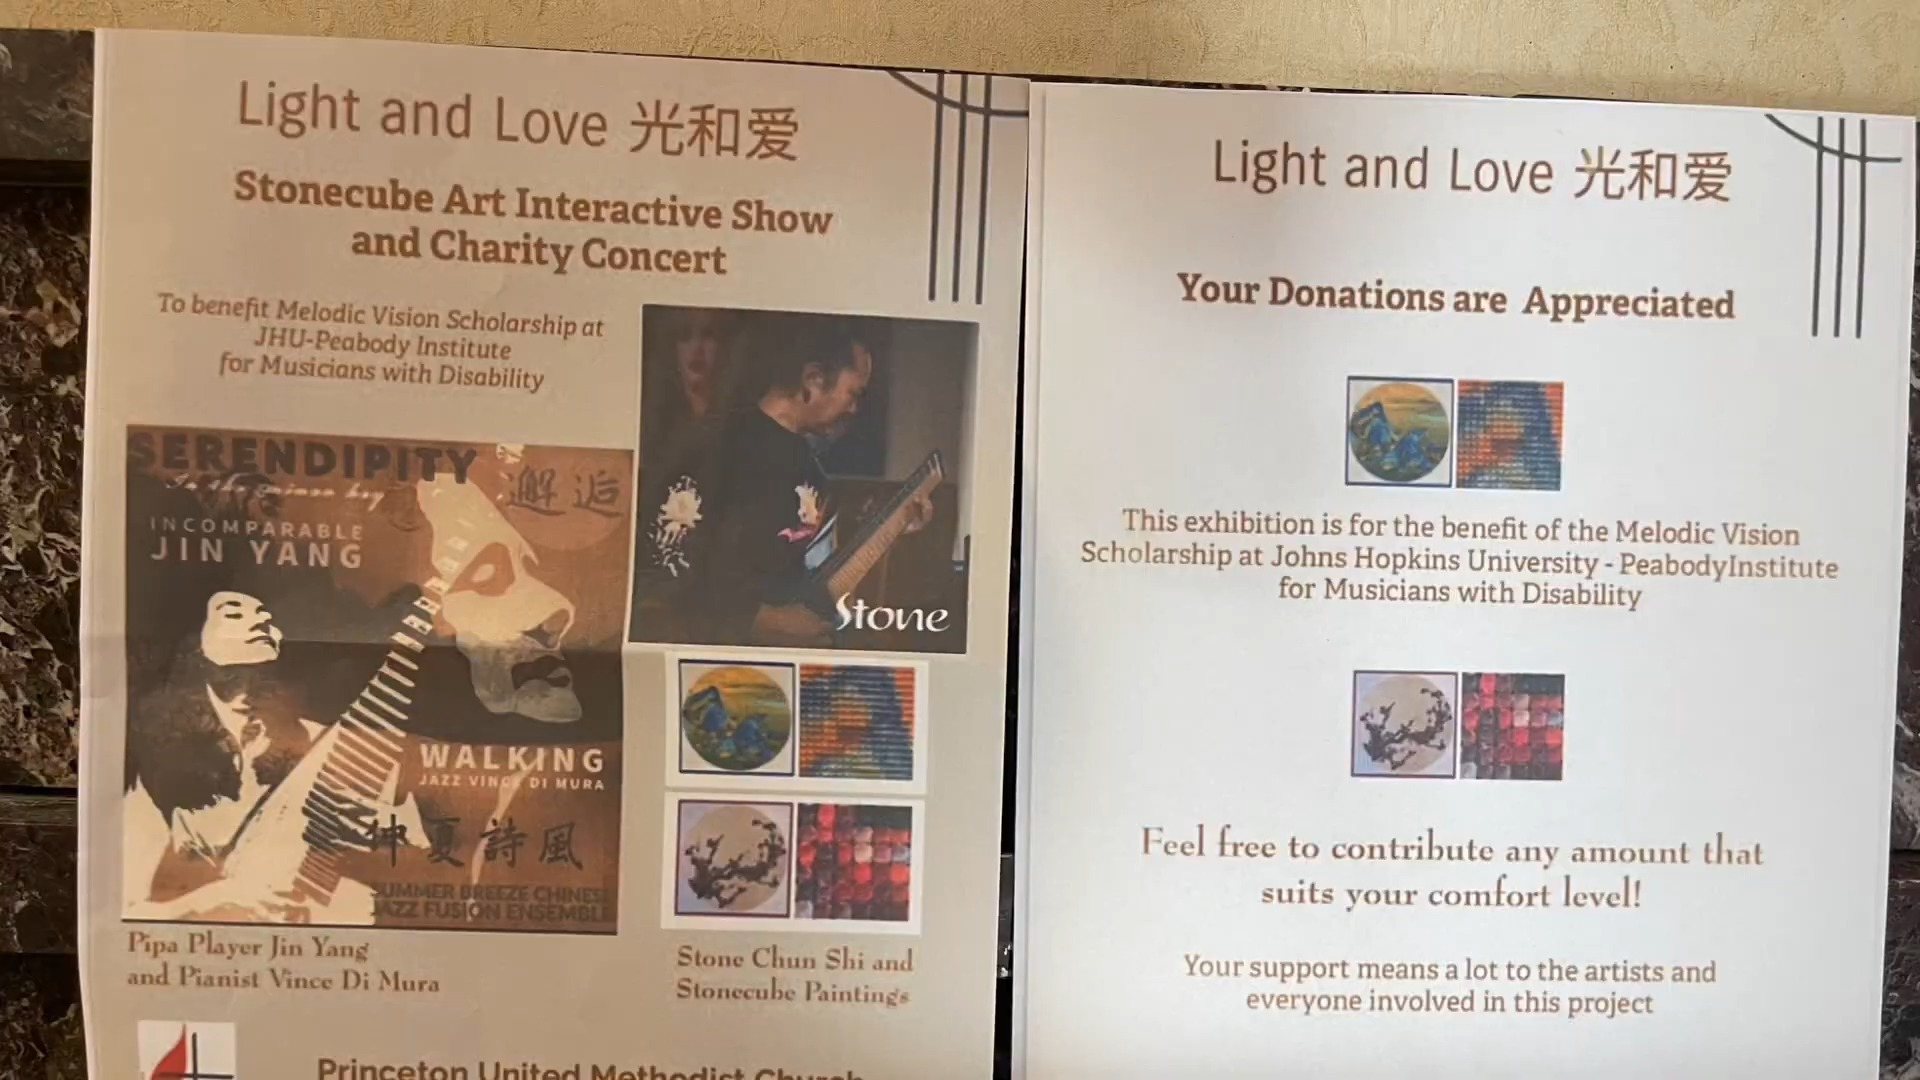 Light and Love 光和爱
Stonecube Art Interactive Show
and Charity Concert
To benefit Melodic Vision Scholarship at
JHU-Peabody Institute
for Musicians with Disability
SERENDIPITY
邂逅
INCOMPARABLE
JIN YANG
Stone
WALKING
JAZZ VINCE DI MURA
仲夏詩風
SUMMER BREEZE CHINESE
JAZZ FUSION ENSEMBLE
Pipa Player Jin Yang
and Pianist Vince Di Mura
Stone Chun Shi and
Stonecube Paintings
Princeton United Methodist Church
Light and Love 光和爱
Your Donations are Appreciated
This exhibition is for the benefit of the Melodic Vision
Scholarship at Johns Hopkins University - PeabodyInstitute
for Musicians with Disability
Feel free to contribute any amount that
suits your comfort level!
Your support means a lot to the artists and
everyone involved in this project